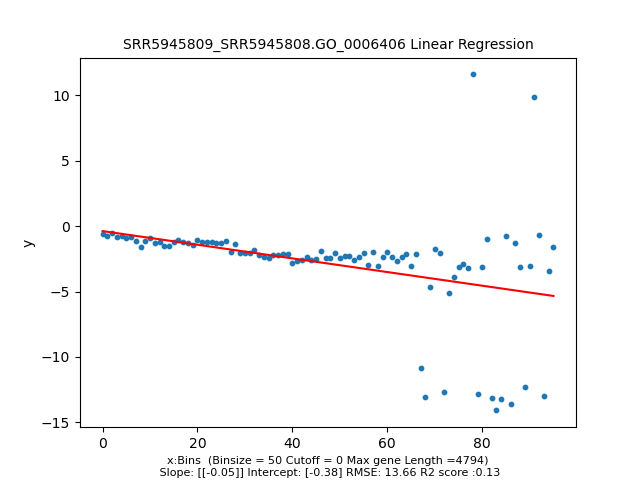 SRR5945809_SRR5945808.GO_0006406 Linear Regression
10
5
0
−5
−10
−15
y
0 20 40 60 80
x:Bins (Binsize = 50 Cutoff = 0 Max gene Length =4794)
Slope: [[-0.05]] Intercept: [-0.38] RMSE: 13.66 R2 score :0.13